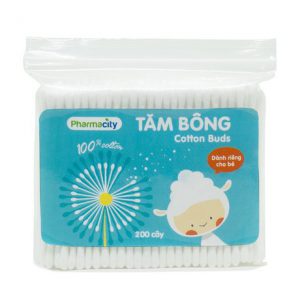 Pharmacity
TĂM BÔNG
Cotton Buds
100% cotton
Dành riêng
cho bé
200 cây